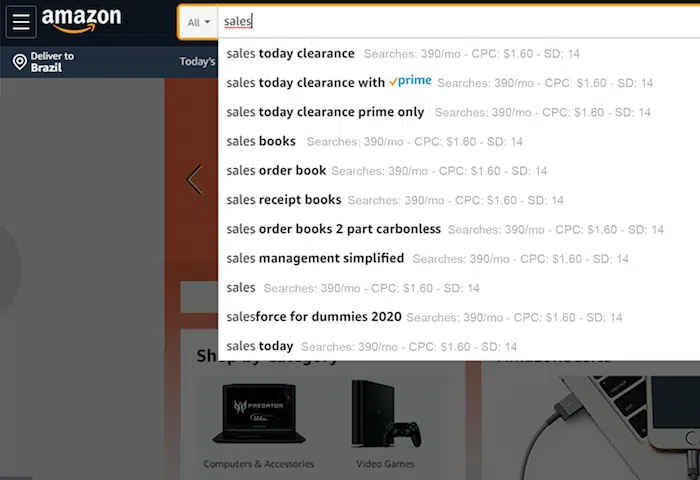 amazon
All
sales
Deliver to
Brazil
Today's
sales today clearance Searches: 390/mo - CPC: $1.60 - SD: 14
sales today clearance with prime Searches: 390/mo - CPC: $1.60 - SD: 14
sales today clearance prime only Searches: 390/mo - CPC: $1.60 - SD: 14
sales books Searches: 390/mo - CPC: $1.60 - SD: 14
sales order book Searches: 390/mo - CPC: $1.60 - SD: 14
sales receipt books Searches: 390/mo - CPC: $1.60 - SD: 14
sales order books 2 part carbonless Searches: 390/mo - CPC: $1.60 - SD: 14
sales management simplified Searches: 390/mo - CPC: $1.60 - SD: 14
sales Searches: 390/mo - CPC: $1.60 - SD: 14
salesforce for dummies 2020 Searches: 390/mo - CPC: $1.60 - SD: 14
sales today Searches: 390/mo - CPC: $1.60 - SD: 14
Shop by Category
AmazonBasics
PREDATOR
Computers & Accessories
Video Games